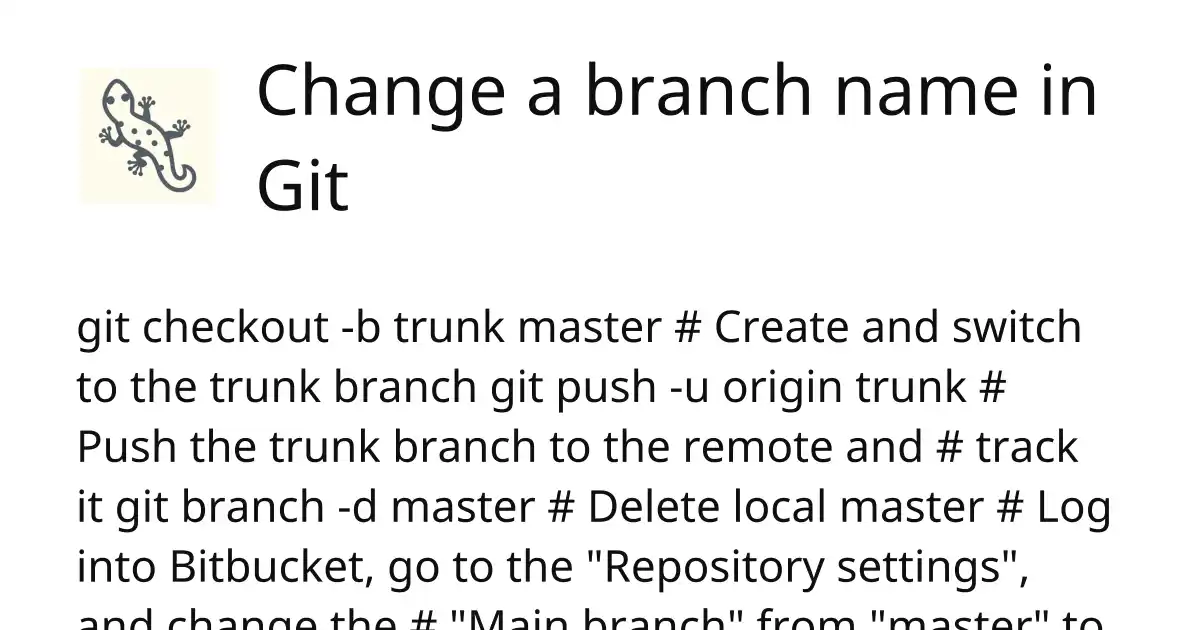 Change a branch name in
Git
git checkout -b trunk master # Create and switch
to the trunk branch git push -u origin trunk #
Push the trunk branch to the remote and # track
it git branch -d master # Delete local master # Log
into Bitbucket, go to the "Repository settings",
and change the # "Main branch" from "master" to